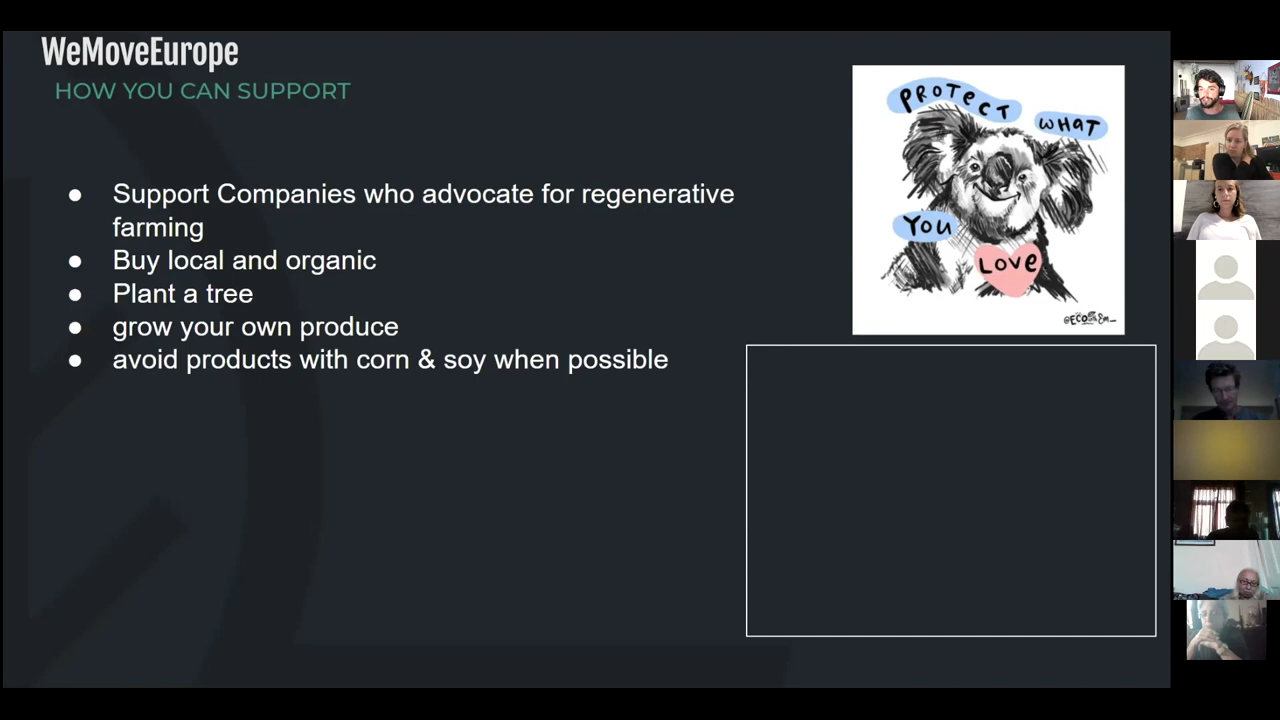 WeMoveEurope
HOW YOU CAN SUPPORT
● Support Companies who advocate for regenerative
farming
● Buy local and organic
● Plant a tree
● grow your own produce
● avoid products with corn & soy when possible
PROTECT
WHAT
YOU
LOVE